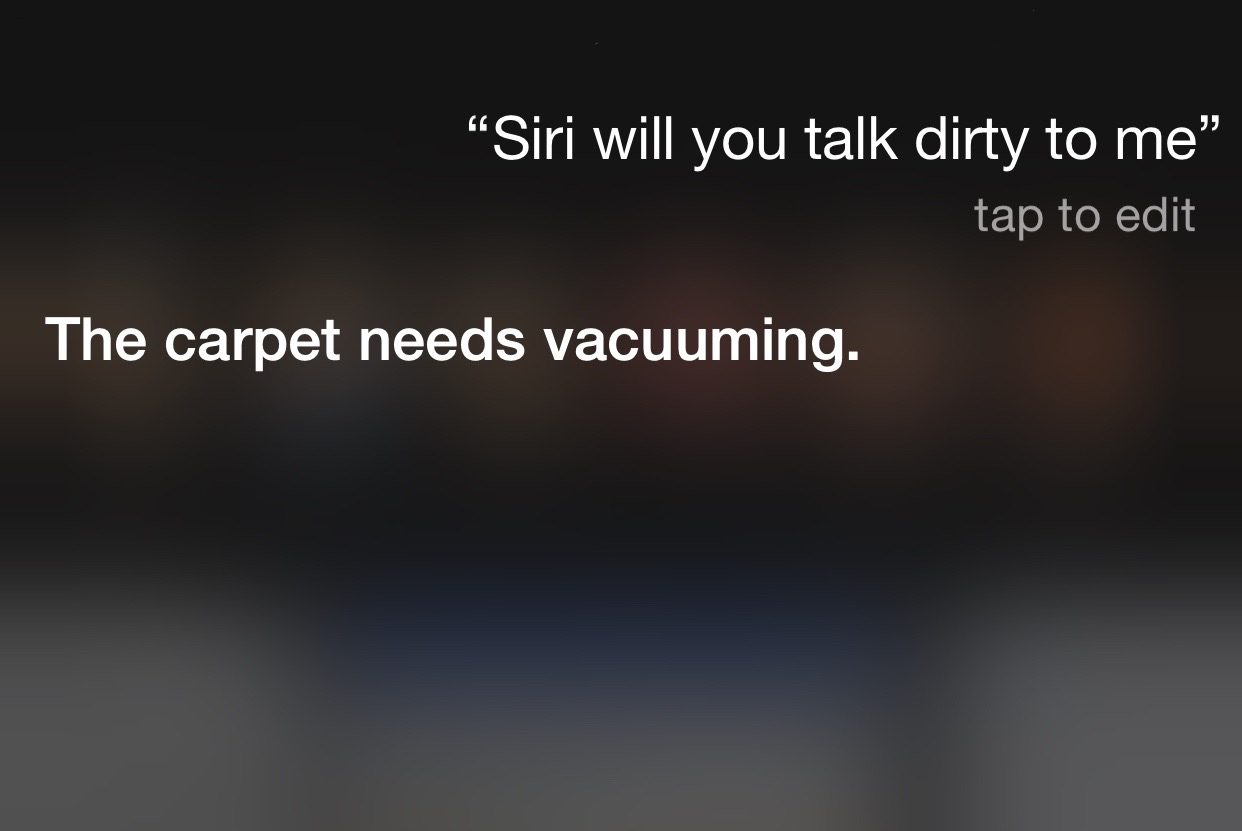 “Siri will you talk dirty to me”
tap to edit
The carpet needs vacuuming.